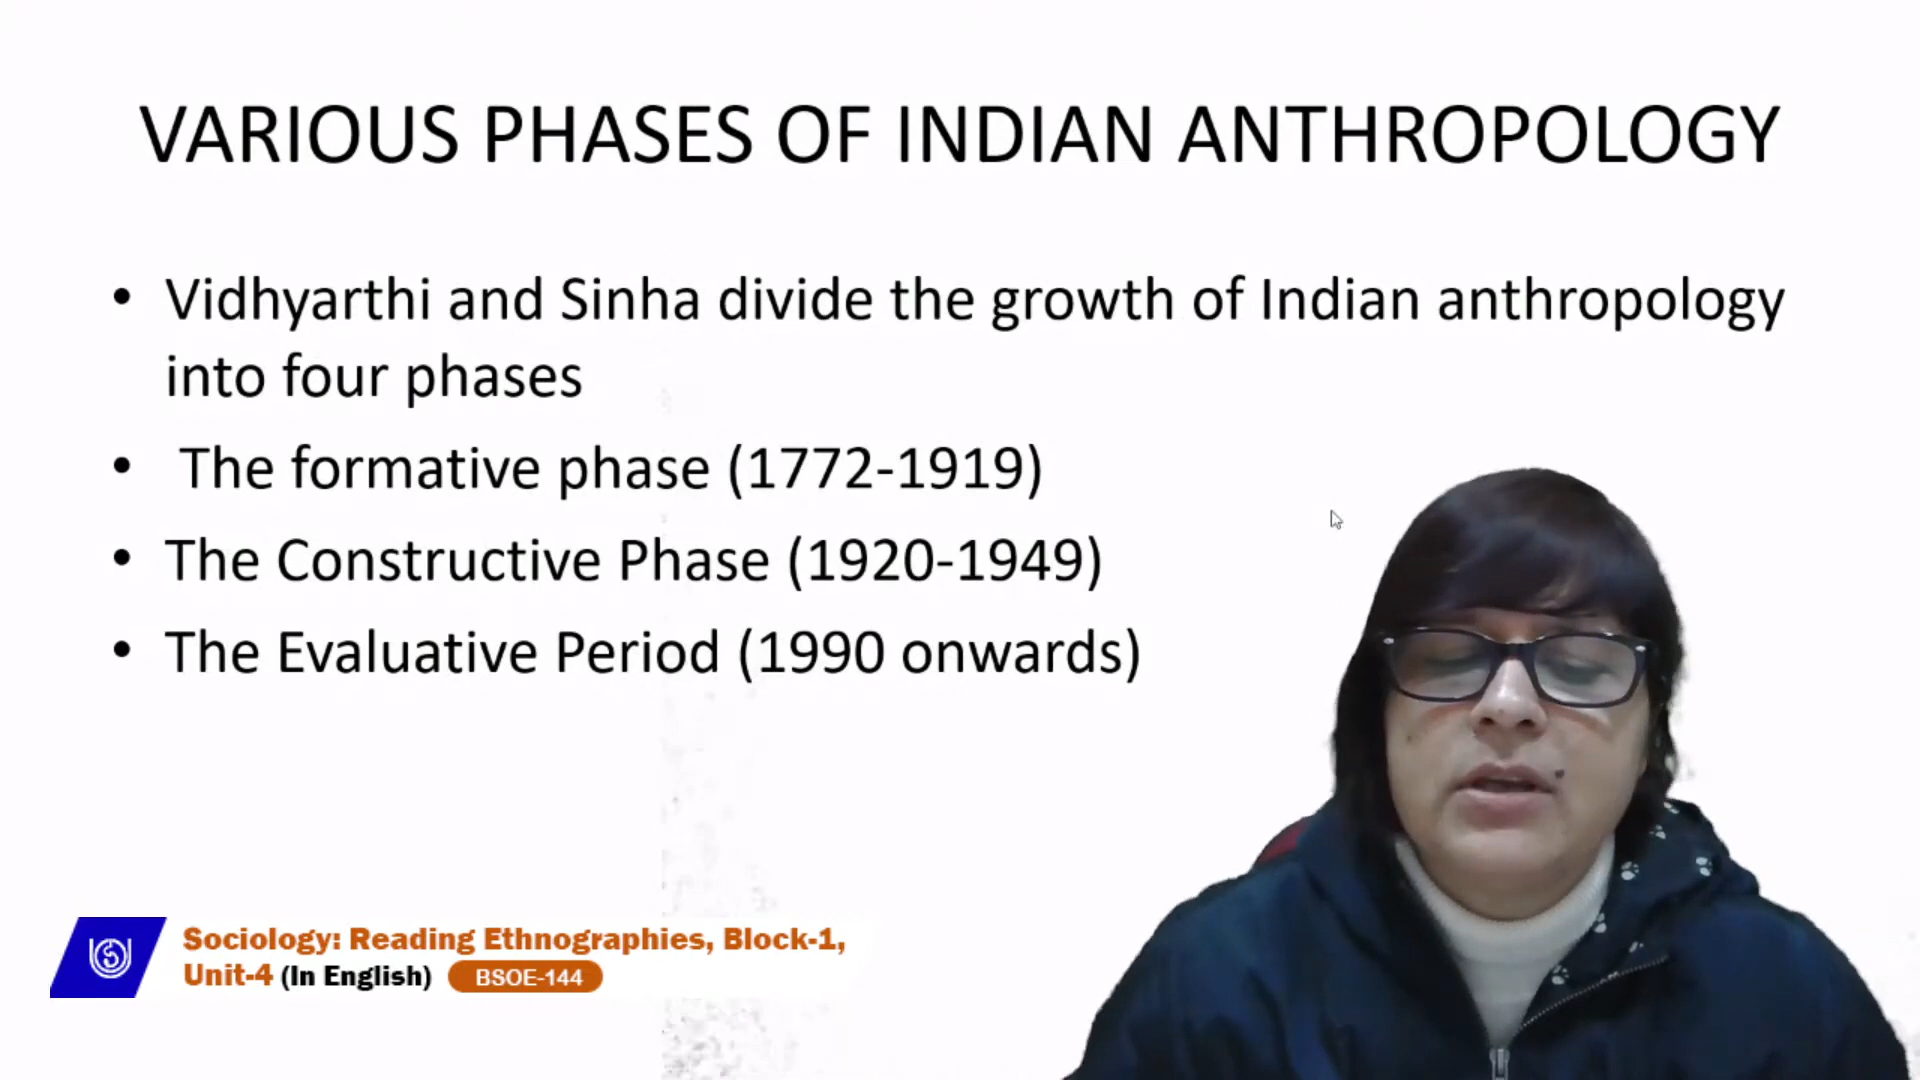 VARIOUS PHASES OF INDIAN ANTHROPOLOGY
• Vidhyarthi and Sinha divide the growth of Indian anthropology
into four phases
• The formative phase (1772-1919)
• The Constructive Phase (1920-1949)
• The Evaluative Period (1990 onwards)
Sociology: Reading Ethnographies, Block-1,
Unit-4 (In English) BSOE-144